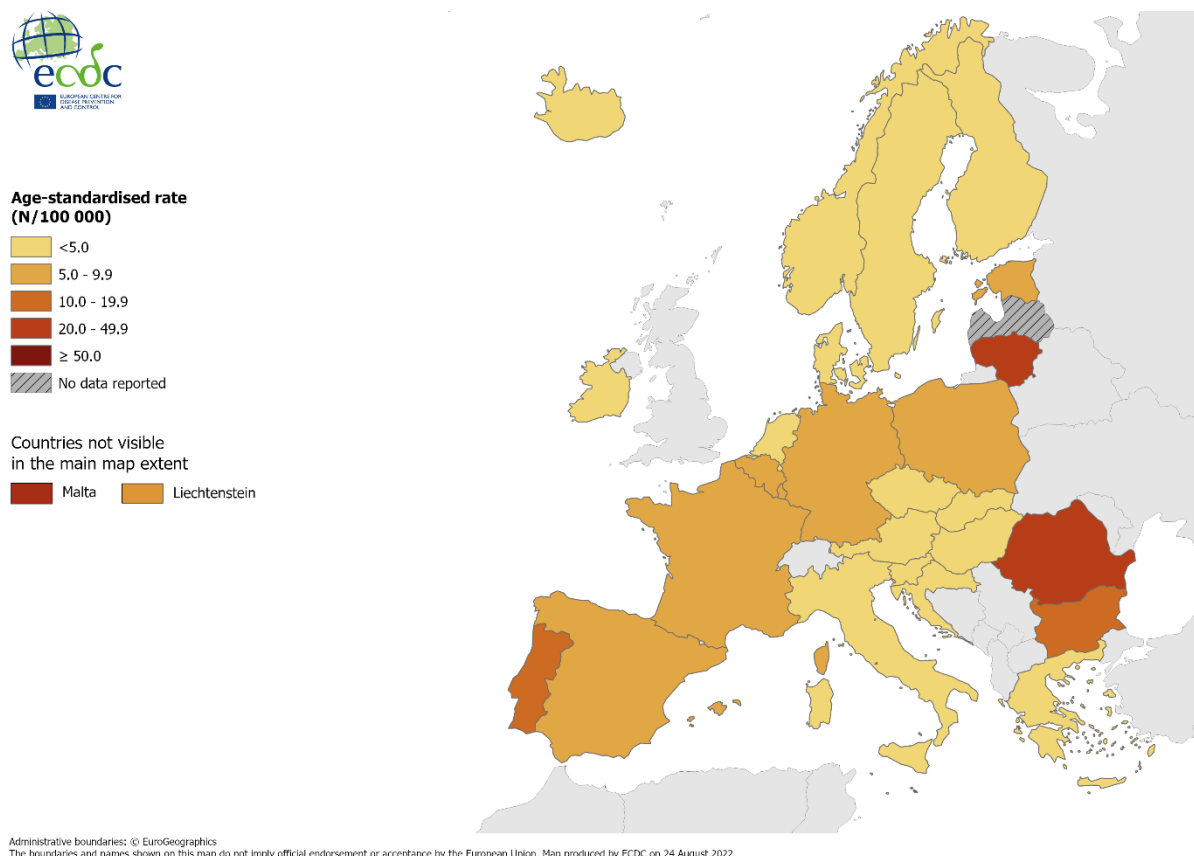 ecdc
EUROPEAN CENTRE FOR
DISEASE PREVENTION
AND CONTROL
Age-standardised rate
(N/100 000)
<5.0
5.0 - 9.9
10.0 - 19.9
20.0 - 49.9
≥ 50.0
No data reported
Countries not visible
in the main map extent
Malta Liechtenstein
Administrative boundaries: © EuroGeographics
The boundaries and names shown on this map do not imply official endorsement or acceptance by the European Union. Map produced by ECDC on 24 August 2022